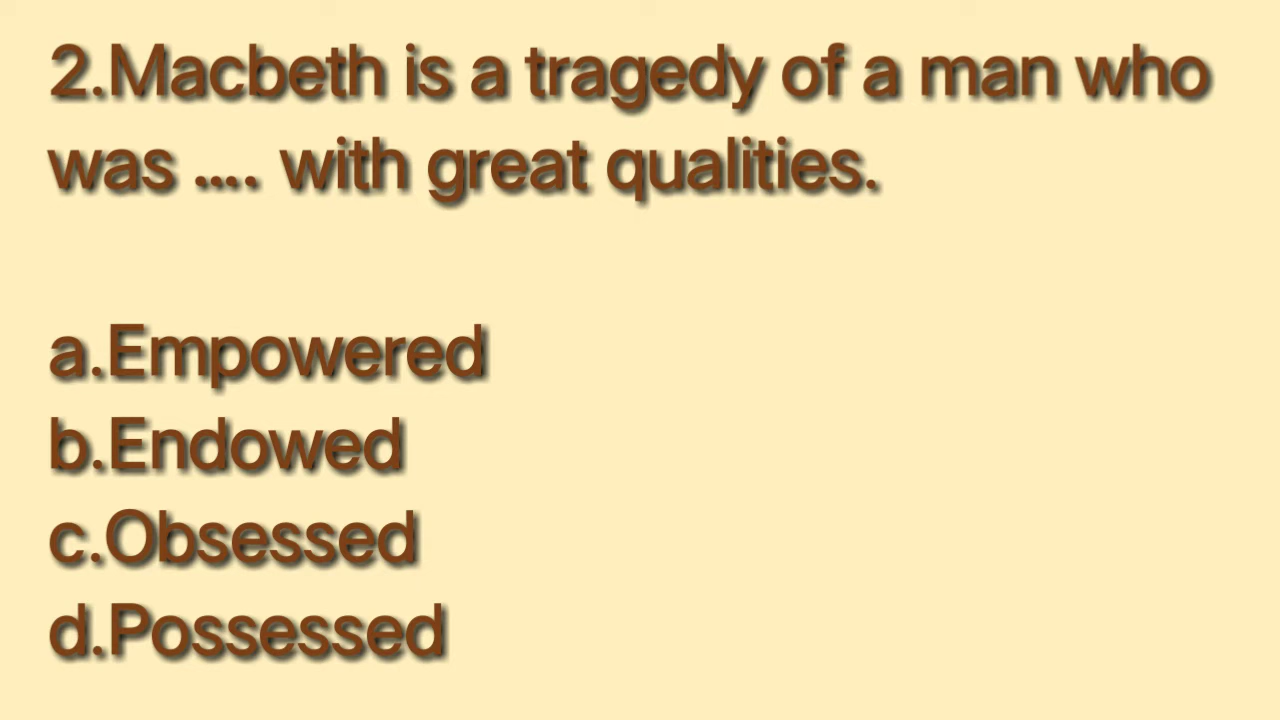 2.Macbeth is a tragedy of a man who
was .... with great qualities.
a.Empowered
b.Endowed
c.Obsessed
d.Possessed